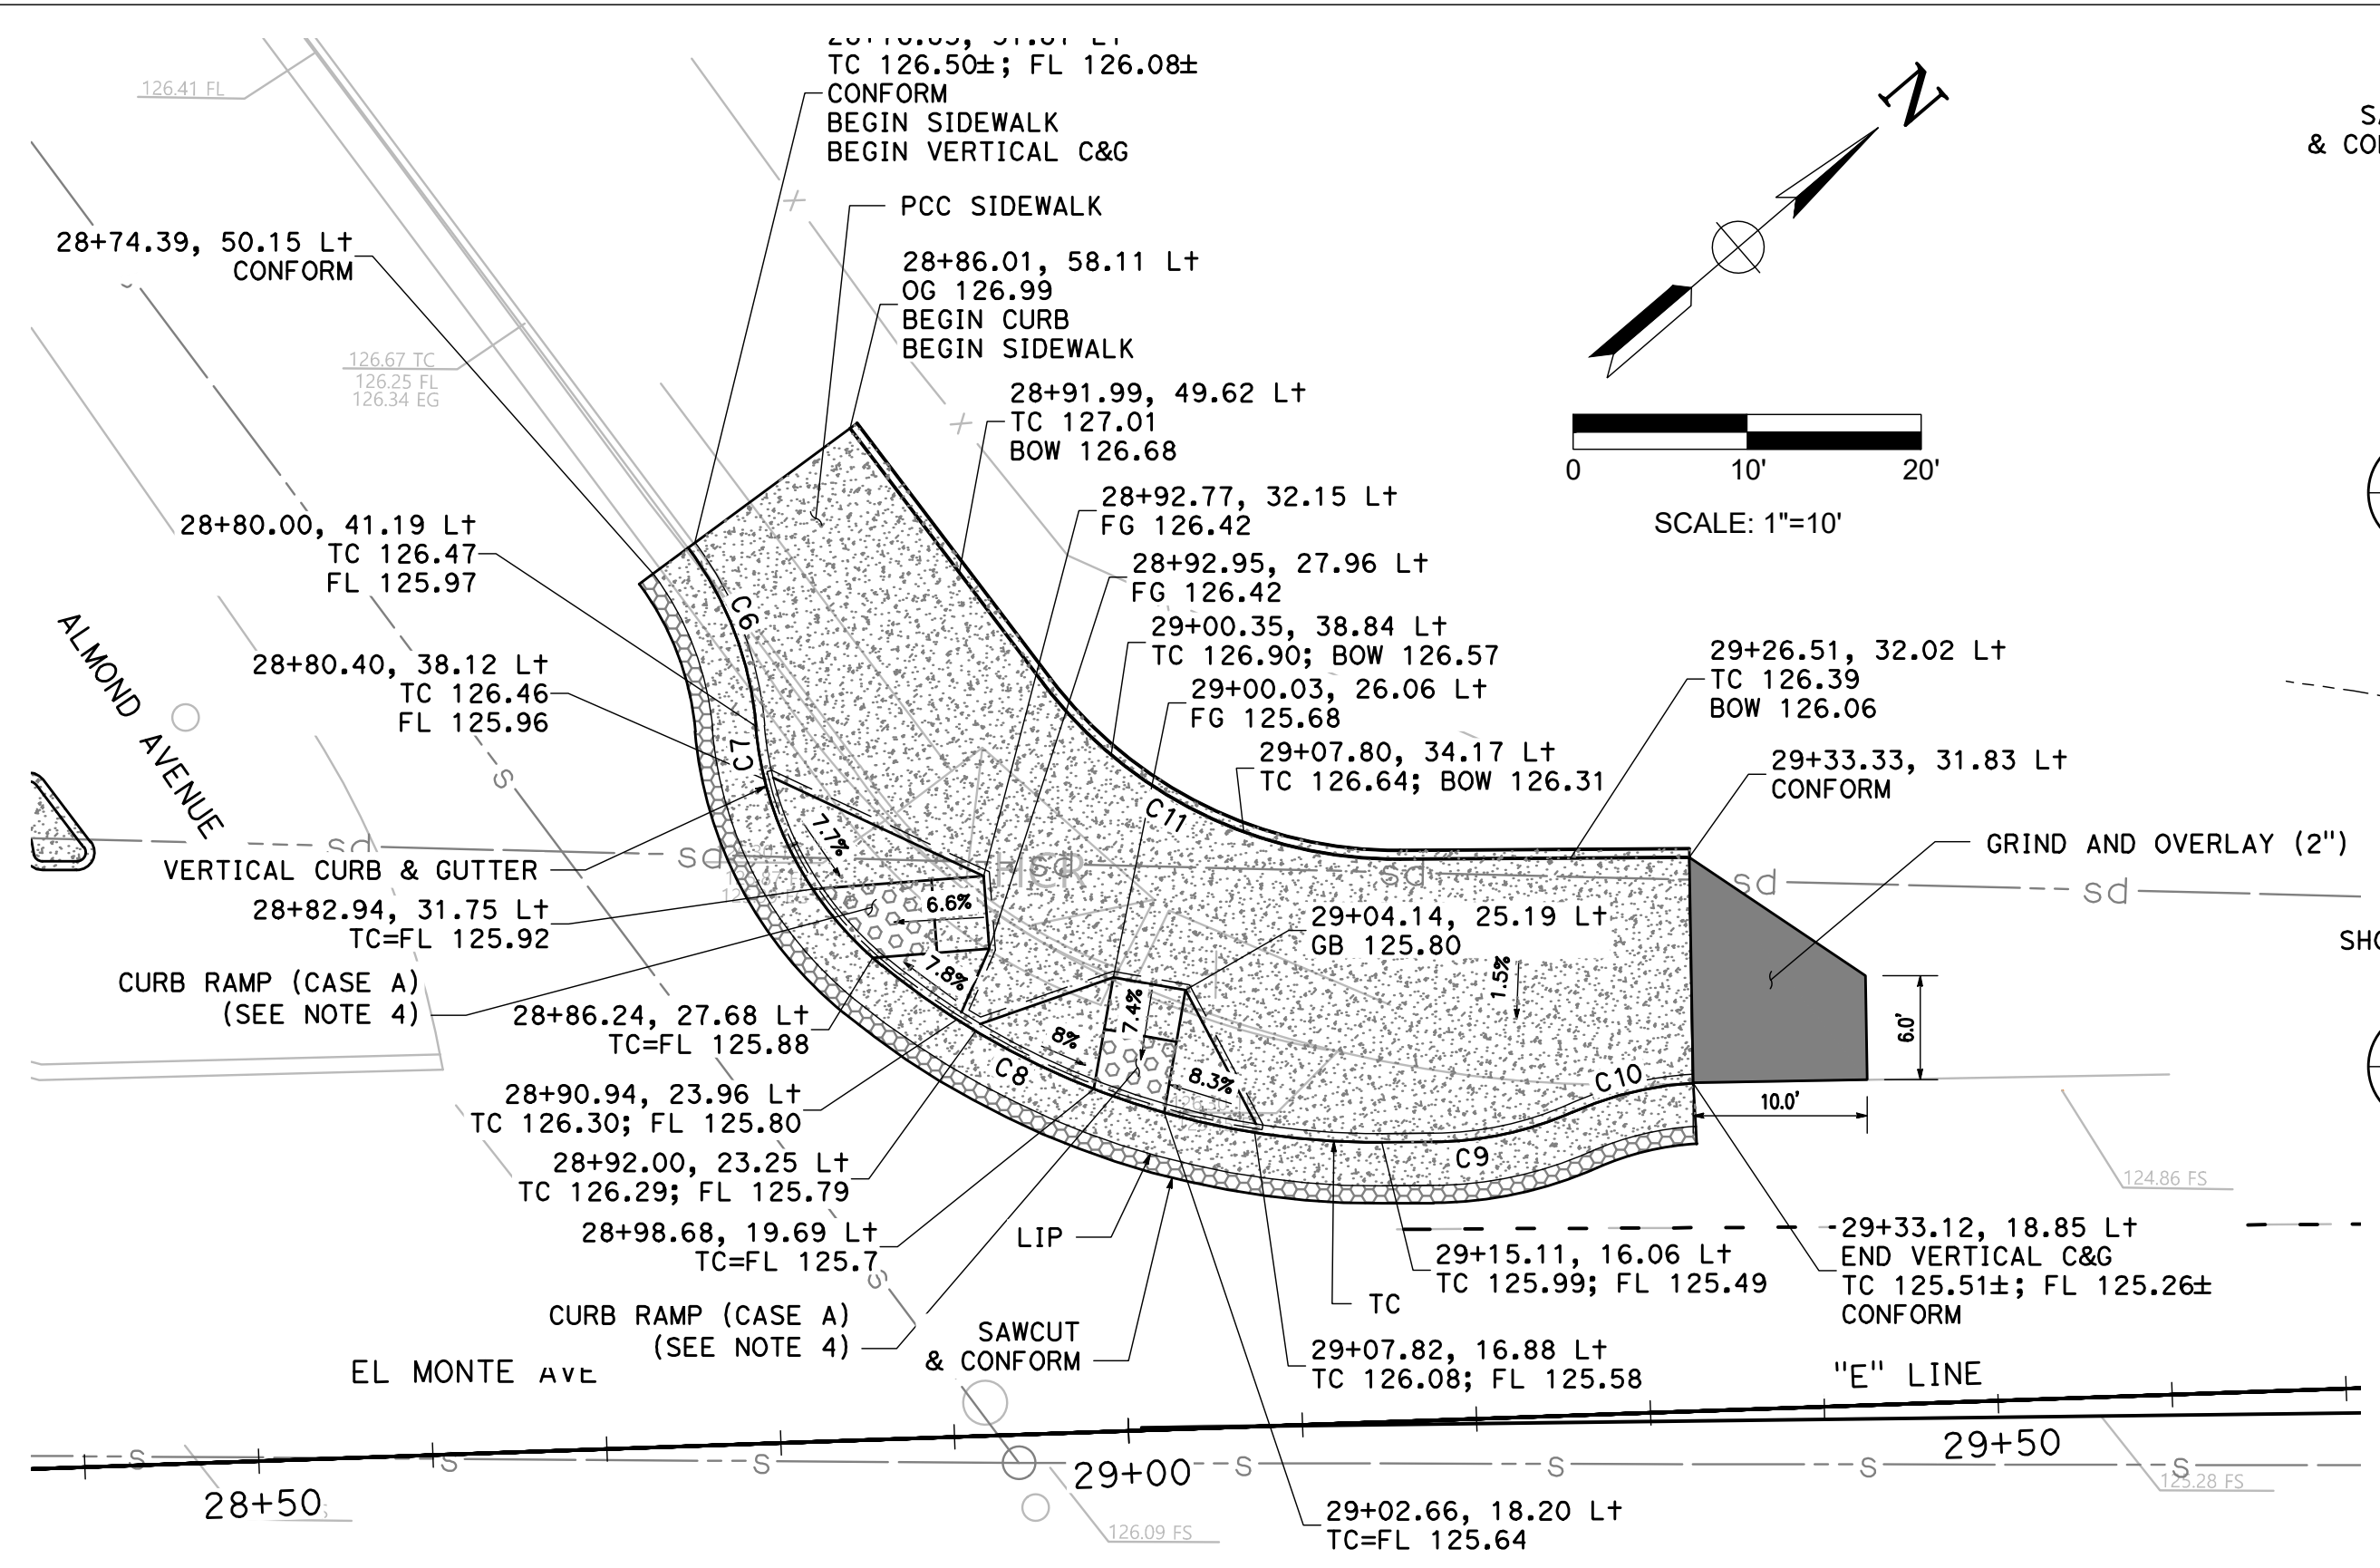 TC 126.50±; FL 126.08±
CONFORM
BEGIN SIDEWALK
BEGIN VERTICAL C&G
126.41 FL
PCC SIDEWALK
28+74.39, 50.15 Lt
CONFORM
28+86.01, 58.11 Lt
OG 126.99
BEGIN CURB
BEGIN SIDEWALK
N
SA
& CON
126.67 TC
126.25 FL
126.34 EG
28+91.99, 49.62 Lt
TC 127.01
BOW 126.68
0 10' 20'
SCALE: 1"=10'
28+80.00, 41.19 Lt
TC 126.47
FL 125.97
28+92.77, 32.15 Lt
FG 126.42
28+92.95, 27.96 Lt
FG 126.42
29+00.35, 38.84 Lt
TC 126.90; BOW 126.57
29+00.03, 26.06 Lt
FG 125.68
29+07.80, 34.17 Lt
TC 126.64; BOW 126.31
29+26.51, 32.02 Lt
TC 126.39
BOW 126.06
29+33.33, 31.83 Lt
CONFORM
GRIND AND OVERLAY (2")
ALMOND AVENUE
28+80.40, 38.12 Lt
TC 126.46
FL 125.96
C6
C7
C11
S
sd sd sd sd sd sd
HCR
VERTICAL CURB & GUTTER
28+82.94, 31.75 Lt
TC=FL 125.92
7.7%
6.6%
7.8%
CURB RAMP (CASE A)
(SEE NOTE 4)
28+86.24, 27.68 Lt
TC=FL 125.88
29+04.14, 25.19 Lt
GB 125.80
1.5%
7.4%
8%
8.3%
6.0'
10.0'
SHO
C8
C9
C10
28+90.94, 23.96 Lt
TC 126.30; FL 125.80
28+92.00, 23.25 Lt
TC 126.29; FL 125.79
28+98.68, 19.69 Lt
TC=FL 125.7
S
CURB RAMP (CASE A)
(SEE NOTE 4)
LIP
SAWCUT
& CONFORM
TC
29+15.11, 16.06 Lt
TC 125.99; FL 125.49
29+33.12, 18.85 Lt
END VERTICAL C&G
TC 125.51±; FL 125.26±
CONFORM
124.86 FS
29+07.82, 16.88 Lt
TC 126.08; FL 125.58
EL MONTE AVE
"E" LINE
S S S S S S S
28+50
29+00
29+50
126.09 FS
125.28 FS
29+02.66, 18.20 Lt
TC=FL 125.64